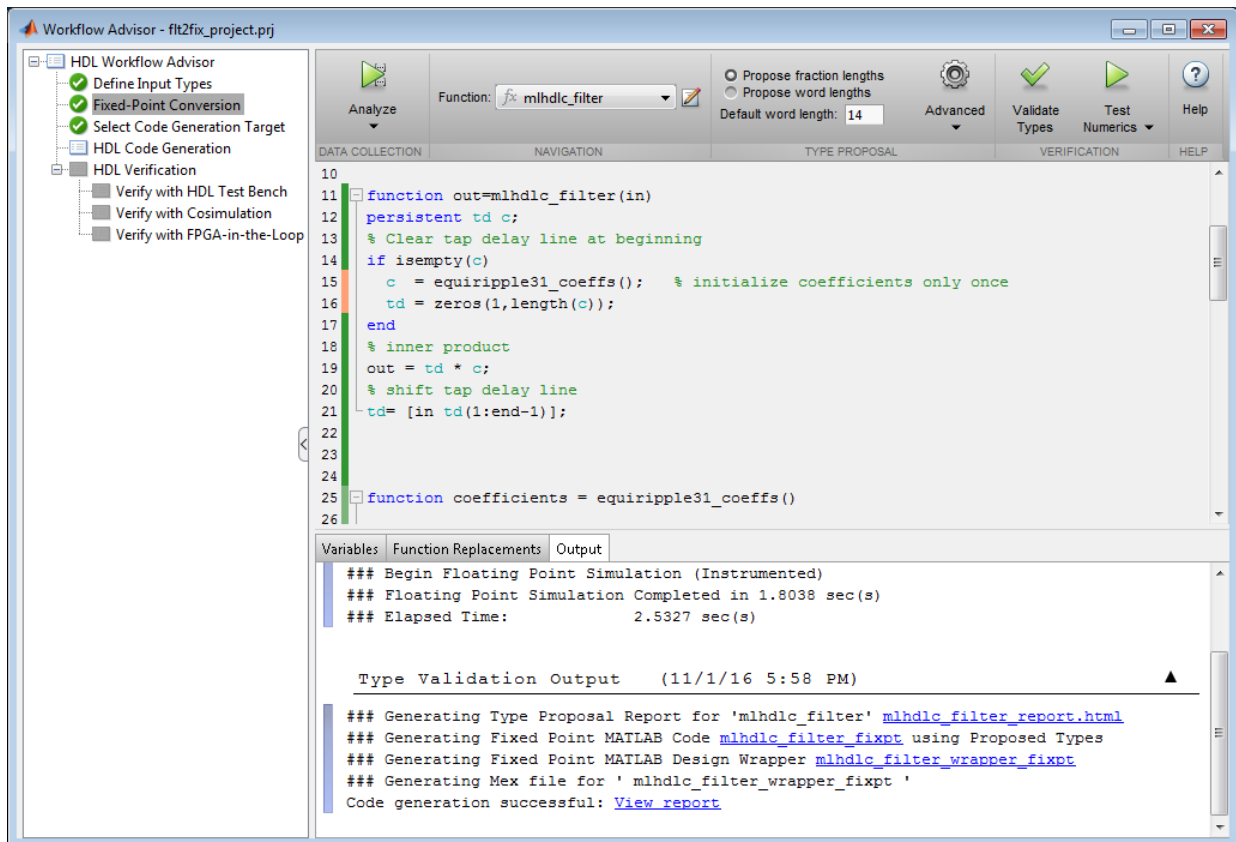 Workflow Advisor - flt2fix_project.prj
HDL Workflow Advisor
Define Input Types
Fixed-Point Conversion
Select Code Generation Target
HDL Code Generation
HDL Verification
Verify with HDL Test Bench
Verify with Cosimulation
Verify with FPGA-in-the-Loop
Analyze
DATA COLLECTION
Function: fx mlhdlc_filter
NAVIGATION
Propose fraction lengths
Propose word lengths
Default word length: 14
Advanced
TYPE PROPOSAL
Validate Types
Test Numerics
VERIFICATION
? Help
HELP
10
11 function out=mlhdlc_filter(in)
12 persistent td c;
13 % Clear tap delay line at beginning
14 if isempty(c)
15 c  = equiripple31_coeffs();   % initialize coefficients only once
16 td = zeros(1,length(c));
17 end
18 % inner product
19 out = td * c;
20 % shift tap delay line
21 td= [in td(1:end-1)];
22
23
24
25 function coefficients = equiripple31_coeffs()
26
Variables Function Replacements Output
### Begin Floating Point Simulation (Instrumented)
### Floating Point Simulation Completed in 1.8038 sec(s)
### Elapsed Time:             2.5327 sec(s)
Type Validation Output   (11/1/16 5:58 PM)
### Generating Type Proposal Report for 'mlhdlc_filter' mlhdlc_filter_report.html
### Generating Fixed Point MATLAB Code mlhdlc_filter_fixpt using Proposed Types
### Generating Fixed Point MATLAB Design Wrapper mlhdlc_filter_wrapper_fixpt
### Generating Mex file for ' mlhdlc_filter_wrapper_fixpt '
Code generation successful: View report